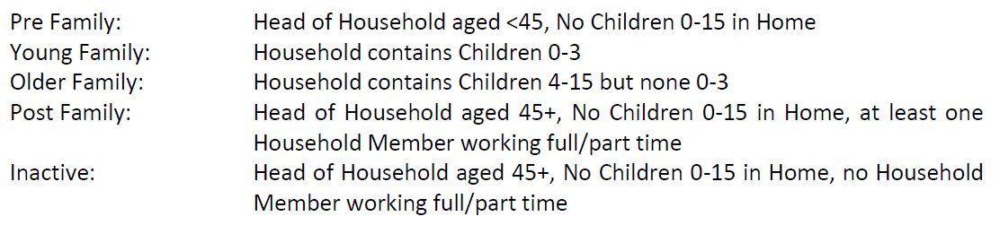 Pre Family: Head of Household aged <45, No Children 0-15 in Home
Young Family: Household contains Children 0-3
Older Family: Household contains Children 4-15 but none 0-3
Post Family: Head of Household aged 45+, No Children 0-15 in Home, at least one
Household Member working full/part time
Inactive: Head of Household aged 45+, No Children 0-15 in Home, no Household
Member working full/part time